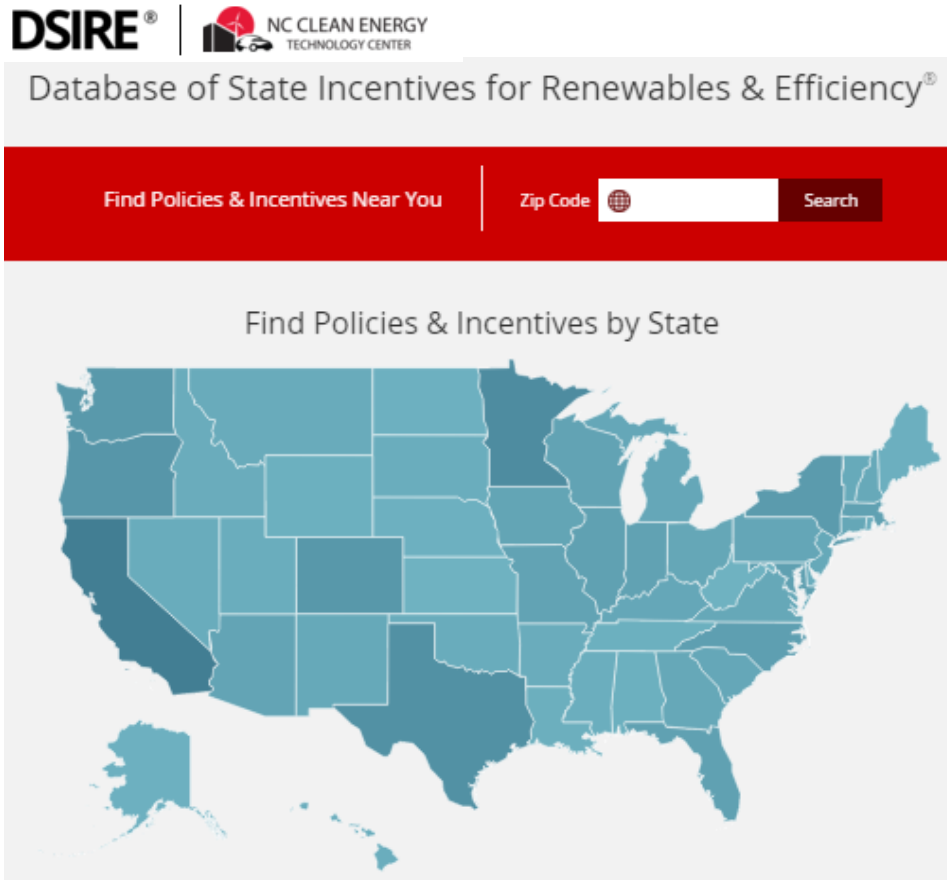 DSIRE®
NC CLEAN ENERGY
TECHNOLOGY CENTER
Database of State Incentives for Renewables & Efficiency®
Find Policies & Incentives Near You
Zip Code
Search
Find Policies & Incentives by State